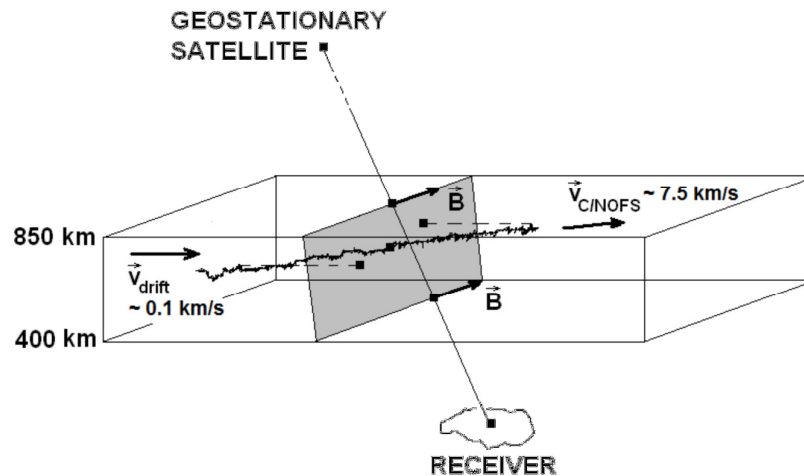 GEOSTATIONARY
SATELLITE
B
v C/NOFS ~ 7.5 km/s
850 km
v drift
~ 0.1 km/s
B
400 km
RECEIVER